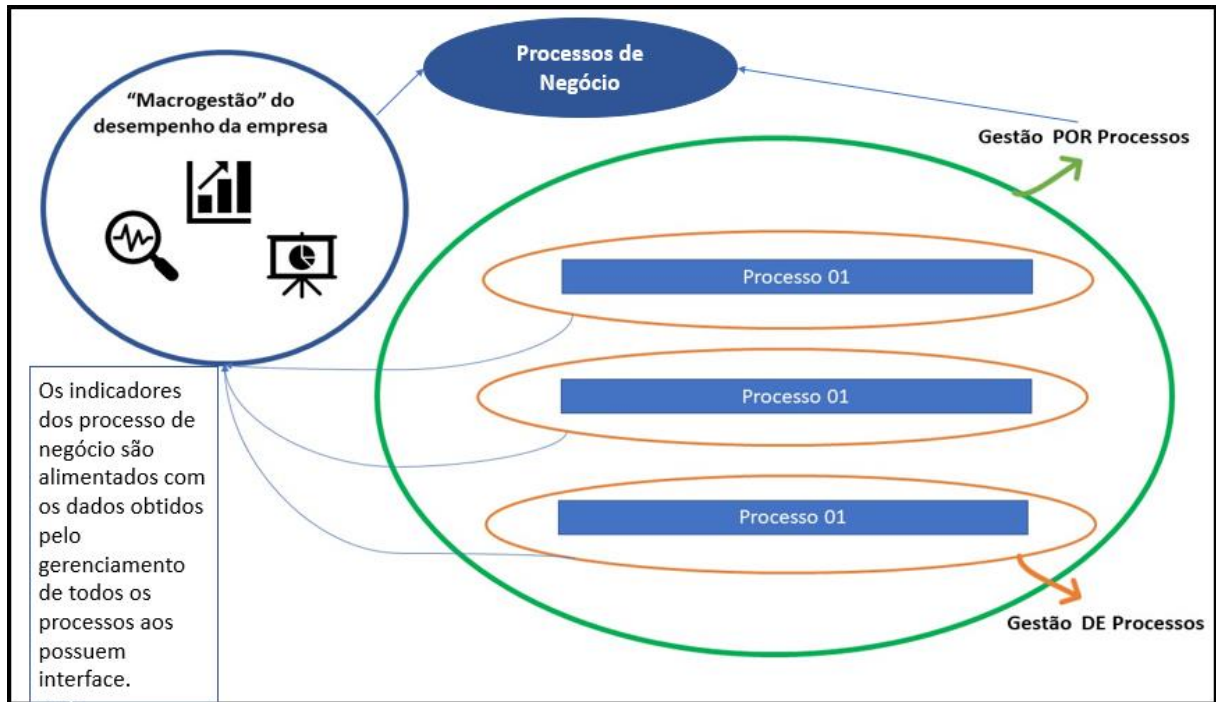 Processos de
Negócio
“Macrogestão” do
desempenho da empresa
Gestão POR Processos
Processo 01
Processo 01
Processo 01
Gestão DE Processos
Os indicadores
dos processo de
negócio são
alimentados com
os dados obtidos
pelo
gerenciamento
de todos os
processos aos
possuem
interface.